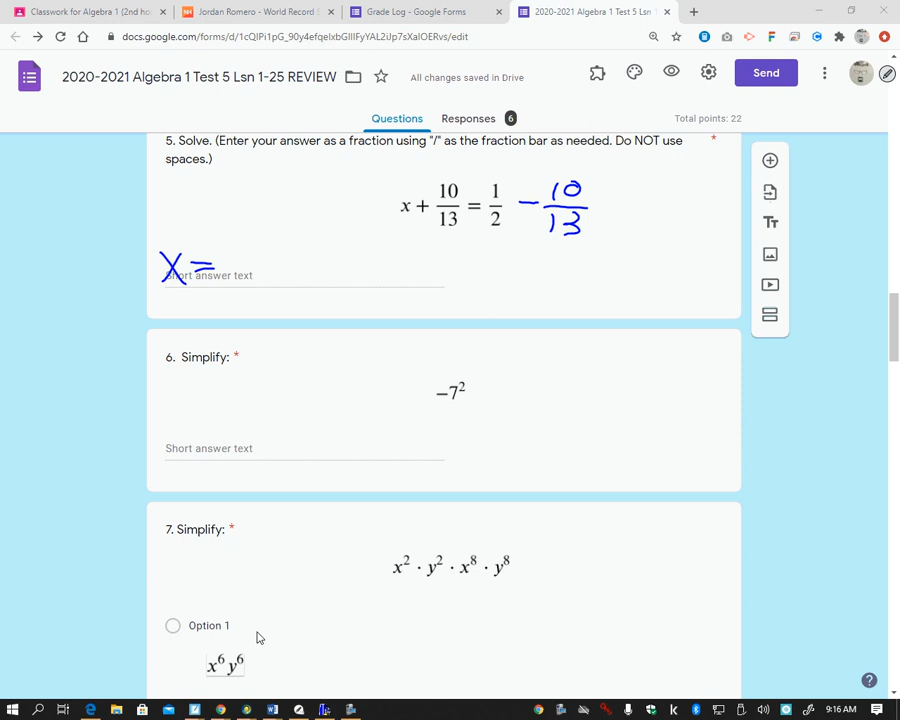 Classwork for Algebra 1 (2nd ho
Jordan Romero - World Record S
Grade Log - Google Forms
2020-2021 Algebra 1 Test 5 Lsn 1
docs.google.com/forms/d/1cQIPi1pG_90y4efqeIxbGIIIFyYAL2iJp7sXaIOERvs/edit
2020-2021 Algebra 1 Test 5 Lsn 1-25 REVIEW
All changes saved in Drive
Send
Questions
Responses 6
Total points: 22
5. Solve. (Enter your answer as a fraction using "/" as the fraction bar as needed. Do NOT use *
spaces.)
x + 10/13 = 1/2 - 10/13
X =
Short answer text
6. Simplify: *
−7²
Short answer text
7. Simplify: *
x² · y² · x⁸ · y⁸
Option 1
x⁶ y⁶
9:16 AM